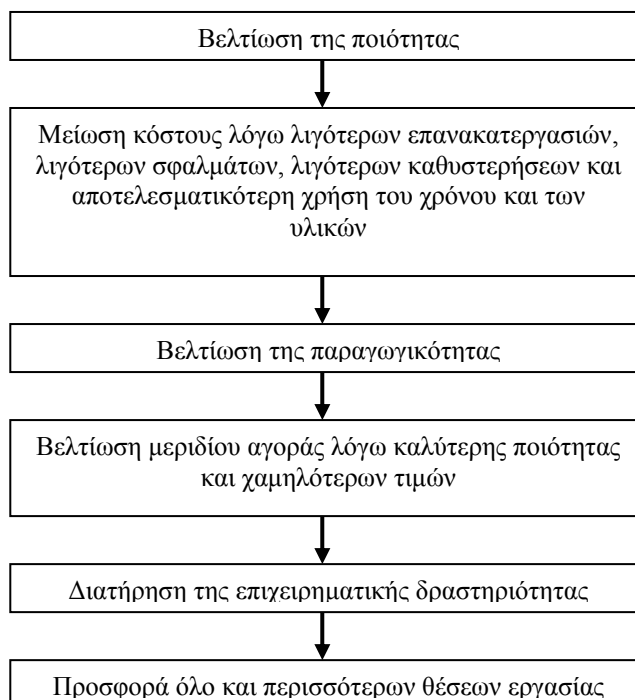 Βελτίωση της ποιότητας
Μείωση κόστους λόγω λιγότερων επανακατεργασιών,
λιγότερων σφαλμάτων, λιγότερων καθυστερήσεων και
αποτελεσματικότερη χρήση του χρόνου και των
υλικών
Βελτίωση της παραγωγικότητας
Βελτίωση μεριδίου αγοράς λόγω καλύτερης ποιότητας
και χαμηλότερων τιμών
Διατήρηση της επιχειρηματικής δραστηριότητας
Προσφορά όλο και περισσότερων θέσεων εργασίας